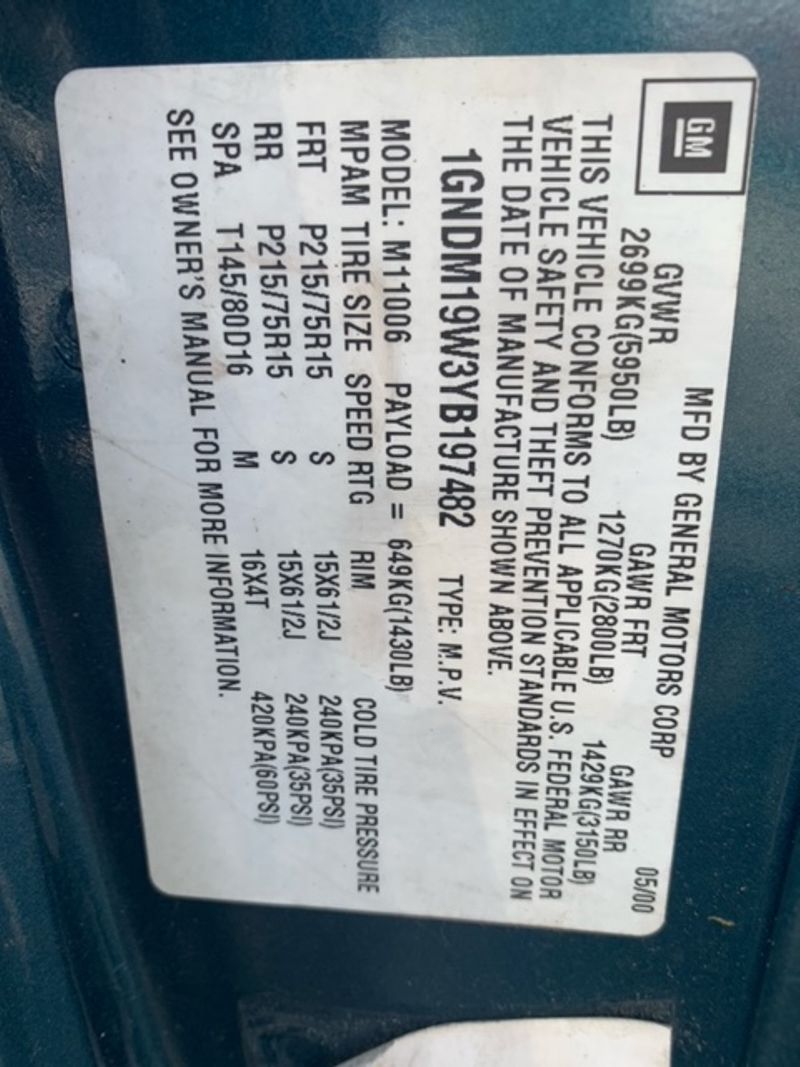 GM
MFD BY GENERAL MOTORS CORP 05/00
GVWR GAWR FRT GAWR RR
2699KG(5950LB) 1270KG(2800LB) 1429KG(3150LB)
THIS VEHICLE CONFORMS TO ALL APPLICABLE U.S. FEDERAL MOTOR
VEHICLE SAFETY AND THEFT PREVENTION STANDARDS IN EFFECT ON
THE DATE OF MANUFACTURE SHOWN ABOVE.
1GNDM19W3YB197482 TYPE: M.P.V.
MODEL: M11006 PAYLOAD = 649KG(1430LB)
MPAM TIRE SIZE SPEED RTG RIM COLD TIRE PRESSURE
FRT P215/75R15 S 15X61/2J 240KPA(35PSI)
RR P215/75R15 S 15X61/2J 240KPA(35PSI)
SPA T145/80D16 M 16X4T 420KPA(60PSI)
SEE OWNER'S MANUAL FOR MORE INFORMATION.